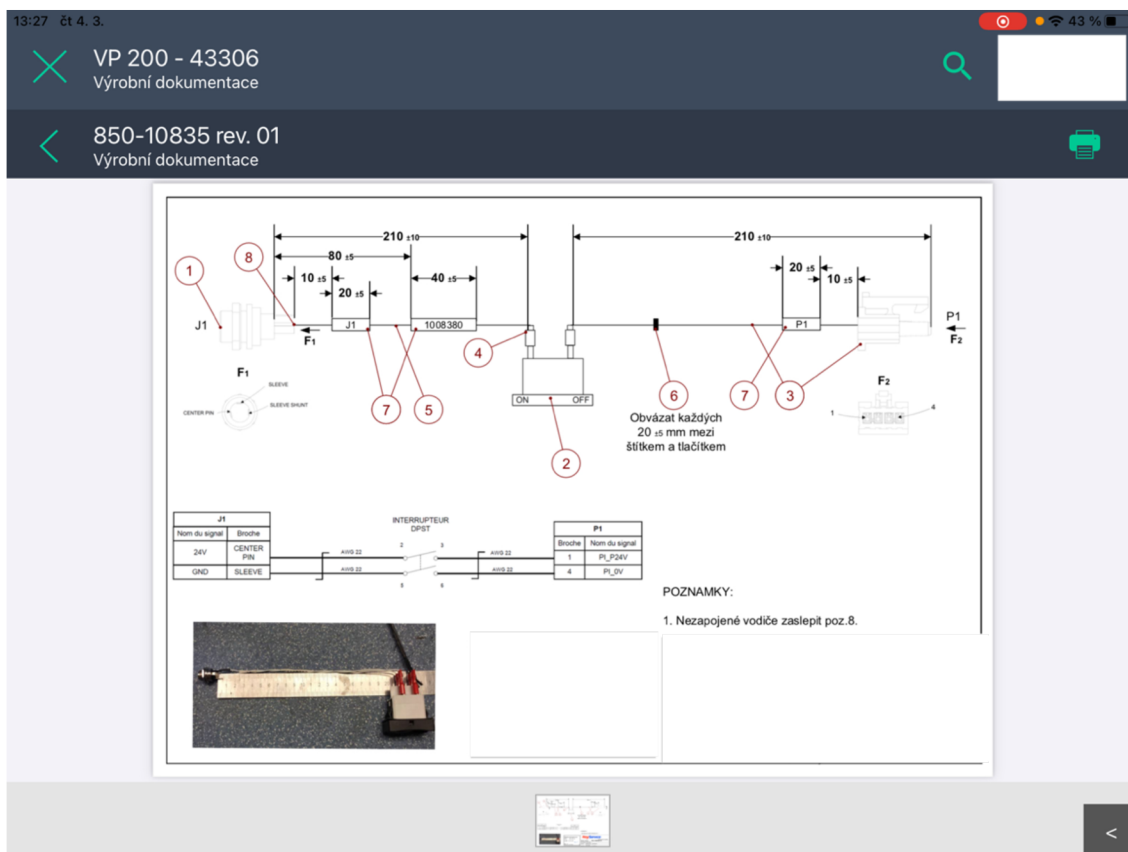 13:27 čt 4. 3.
43 %
VP 200 - 43306
Výrobní dokumentace
850-10835 rev. 01
Výrobní dokumentace
210 ±10
210 ±10
80 ±5
8
1
10 ±5
40 ±5
20 ±5
10 ±5
20 ±5
J1
J1
1008380
P1
P1
F1
F2
4
F1
SLEEVE
CENTER PIN
SLEEVE SHUNT
7
5
ON
OFF
6
7
3
F2
1
4
Obvázat každých
20 ±5 mm mezi
štítkem a tlačítkem
2
J1
Nom du signal
Broche
24V
CENTER
PIN
GND
SLEEVE
INTERRUPTEUR
DPST
AWG 22
2
3
AWG 22
AWG 22
5
6
AWG 22
P1
Broche
Nom du signal
1
PI_P24V
4
PI_0V
POZNAMKY:
1. Nezapojené vodiče zaslepit poz.8.
<